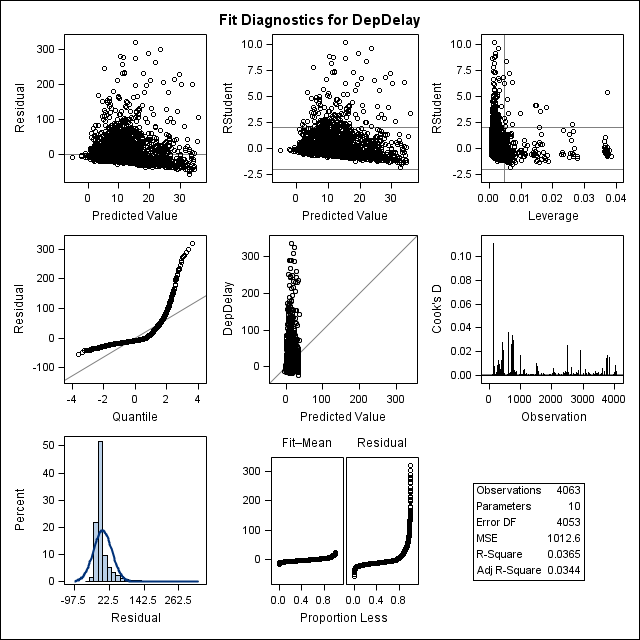 Fit Diagnostics for DepDelay
Residual
300
200
100
0
0 10 20 30
Predicted Value
RStudent
10.0
7.5
5.0
2.5
0.0
-2.5
0 10 20 30
Predicted Value
RStudent
10.0
7.5
5.0
2.5
0.0
-2.5
0.00 0.01 0.02 0.03 0.04
Leverage
Residual
300
200
100
0
-100
-4 -2 0 2 4
Quantile
DepDelay
300
200
100
0
0 100 200 300
Predicted Value
Cook's D
0.10
0.08
0.06
0.04
0.02
0.00
0 1000 2000 3000 4000
Observation
Percent
50
40
30
20
10
0
-97.5 22.5 142.5 262.5
Residual
Fit–Mean Residual
300
200
100
0
0.0 0.4 0.8 0.0 0.4 0.8
Proportion Less
Observations 4063
Parameters 10
Error DF 4053
MSE 1012.6
R-Square 0.0365
Adj R-Square 0.0344